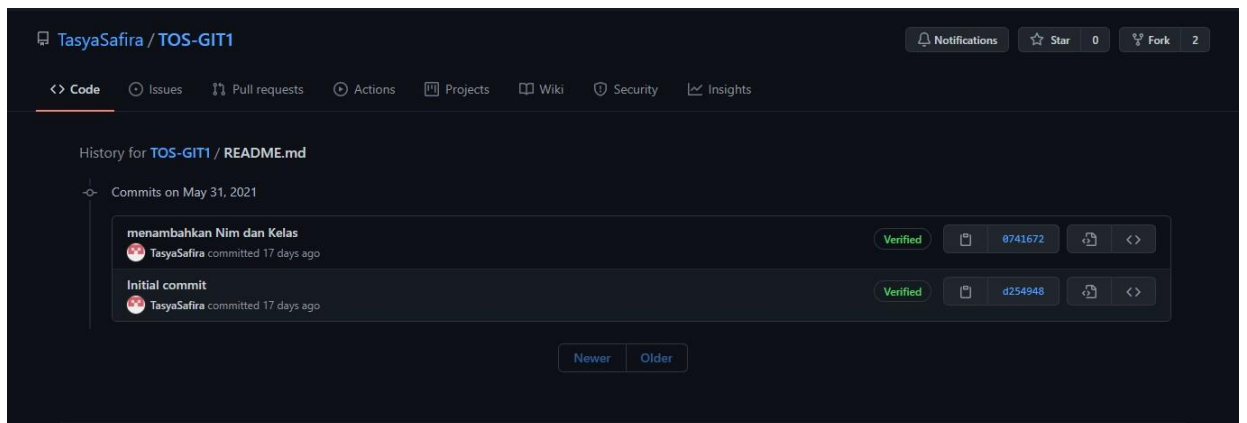 TasyaSafira / TOS-GIT1
Notifications Star 0 Fork 2
<> Code Issues Pull requests Actions Projects Wiki Security Insights
History for TOS-GIT1 / README.md
Commits on May 31, 2021
menambahkan Nim dan Kelas
TasyaSafira committed 17 days ago
Verified 0741672 <>
Initial commit
TasyaSafira committed 17 days ago
Verified d254948 <>
Newer Older